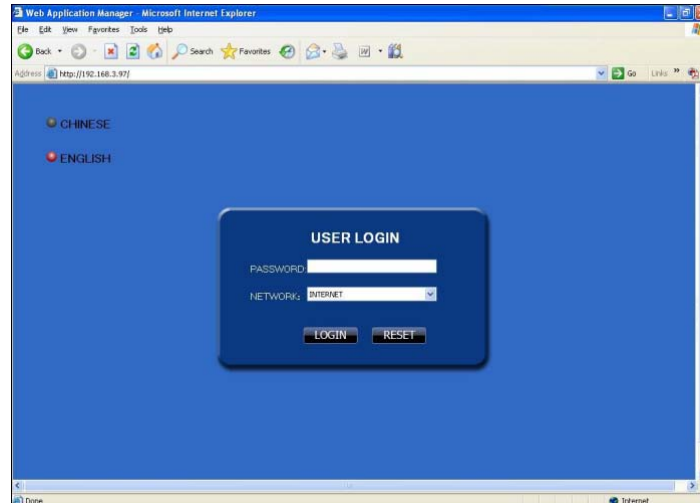 Web Application Manager - Microsoft Internet Explorer
File Edit View Favorites Tools Help
Back Search Favorites
Address http://192.168.3.97/ Go Links »
CHINESE
ENGLISH
USER LOGIN
PASSWORD:
NETWORK: INTERNET
LOGIN RESET
Done Internet